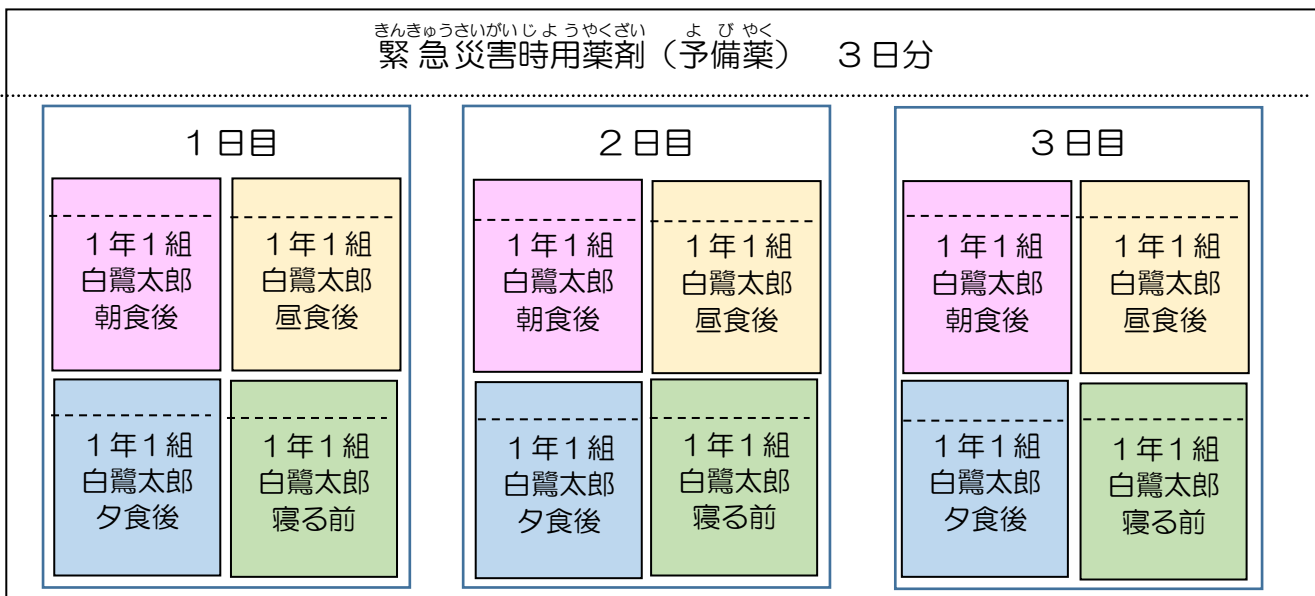 きんきゅうさいがいじようやくざい よびやく
緊急災害時用薬剤（予備薬） ３日分
１日目
１年１組
白鷺太郎
朝食後
１年１組
白鷺太郎
昼食後
１年１組
白鷺太郎
夕食後
１年１組
白鷺太郎
寝る前
２日目
１年１組
白鷺太郎
朝食後
１年１組
白鷺太郎
昼食後
１年１組
白鷺太郎
夕食後
１年１組
白鷺太郎
寝る前
３日目
１年１組
白鷺太郎
朝食後
１年１組
白鷺太郎
昼食後
１年１組
白鷺太郎
夕食後
１年１組
白鷺太郎
寝る前